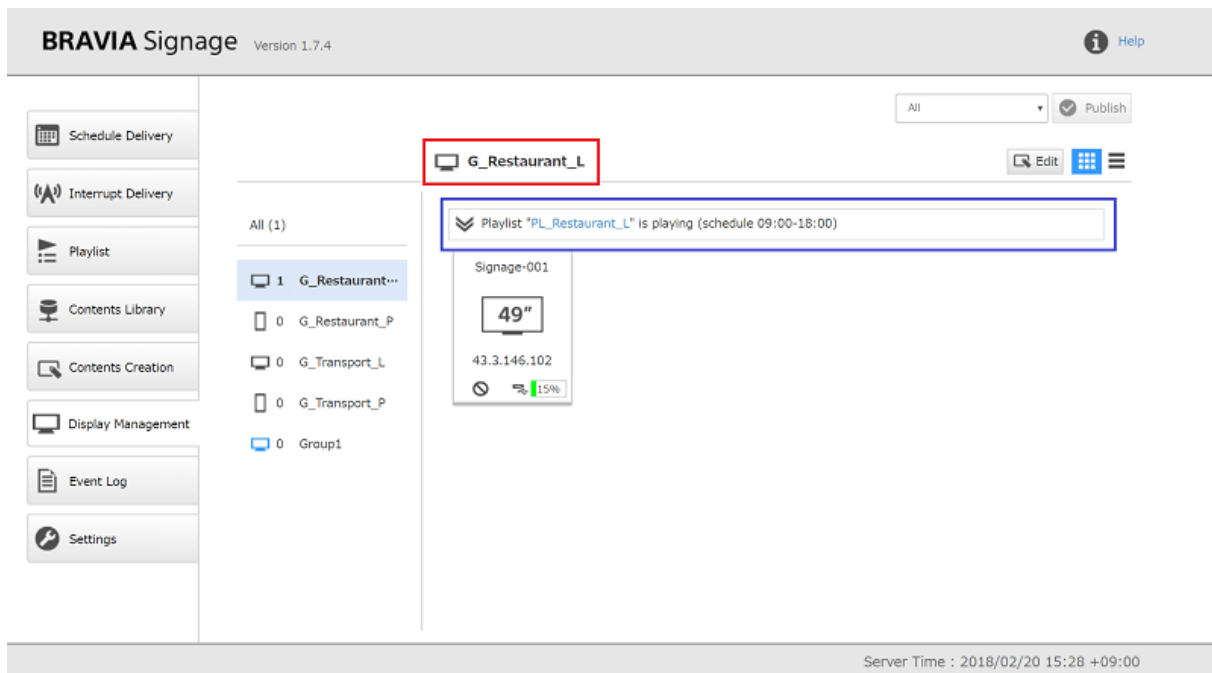 BRAVIA Signage Version 1.7.4
Help
All
Publish
Schedule Delivery
Interrupt Delivery
Playlist
Contents Library
Contents Creation
Display Management
Event Log
Settings
G_Restaurant_L
Edit
All (1)
1 G_Restaurant...
0 G_Restaurant_P
0 G_Transport_L
0 G_Transport_P
0 Group1
Playlist "PL_Restaurant_L" is playing (schedule 09:00-18:00)
Signage-001
49"
43.3.146.102
15%
Server Time : 2018/02/20 15:28 +09:00